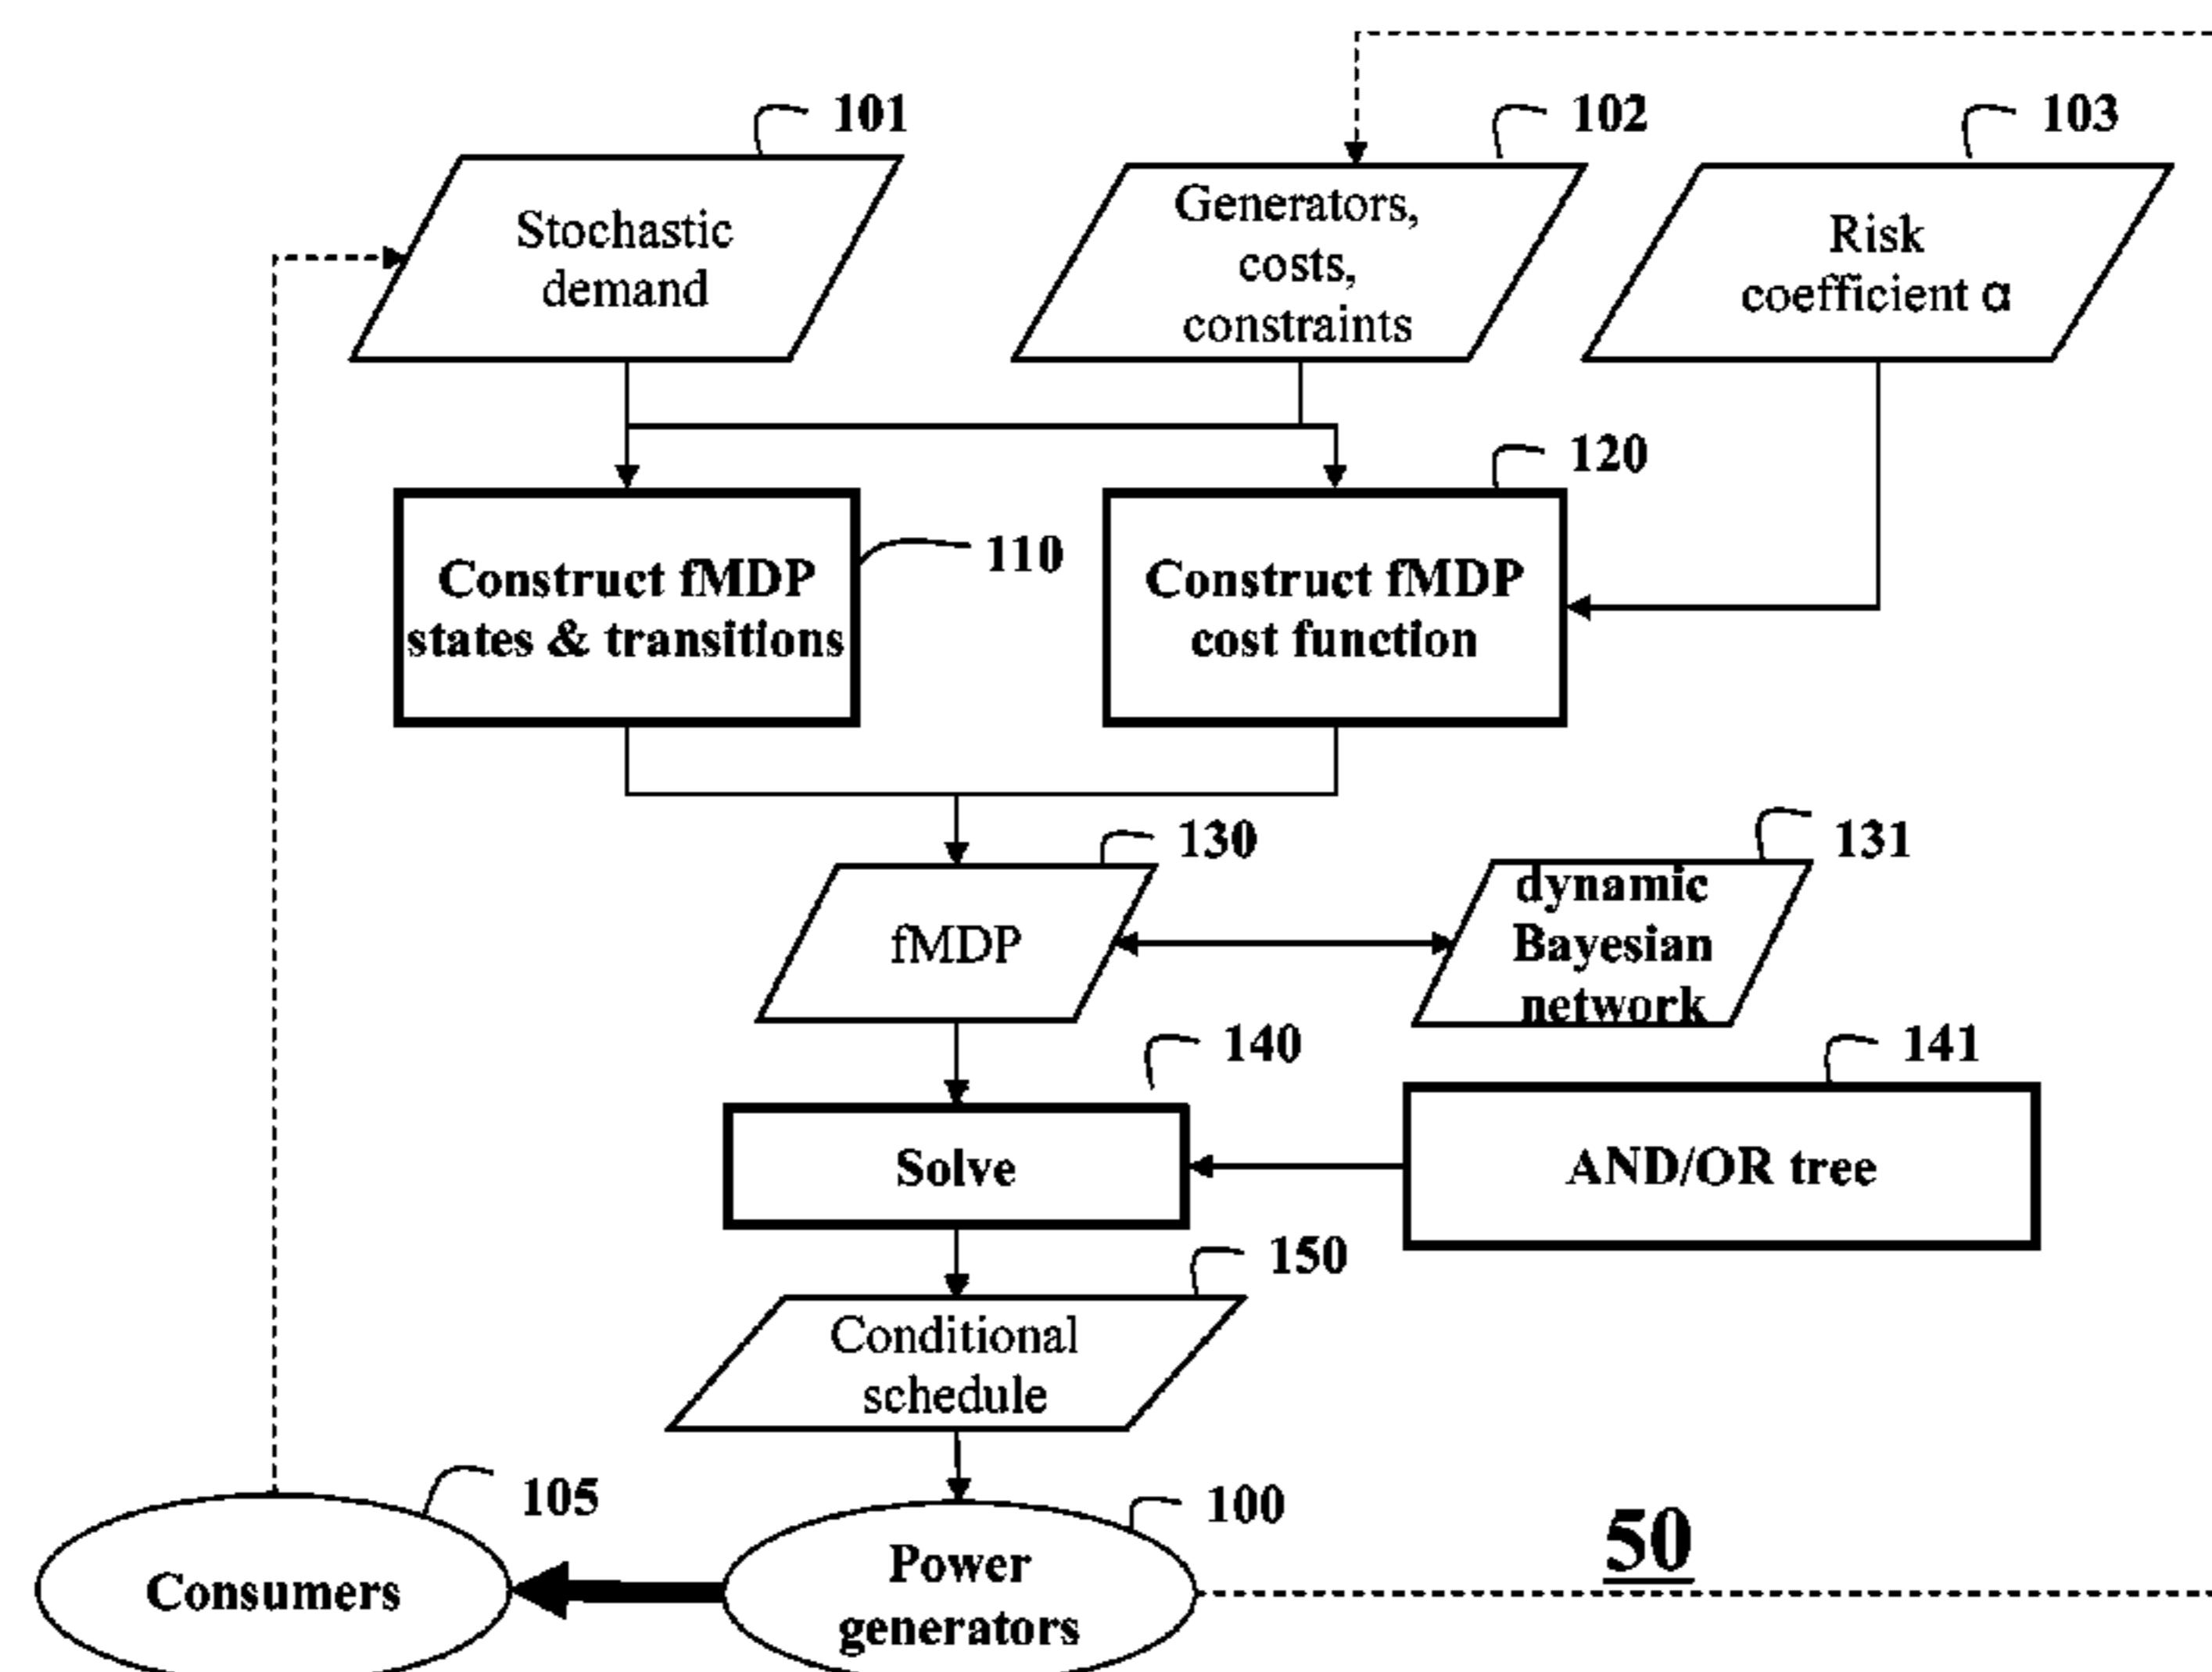 101
102
103
Stochastic
demand
Generators,
costs,
constraints
Risk
coefficient α
120
110
Construct fMDP
states & transitions
Construct fMDP
cost function
130
131
fMDP
dynamic
Bayesian
network
140
141
Solve
AND/OR tree
150
Conditional
schedule
105
100
50
Consumers
Power
generators